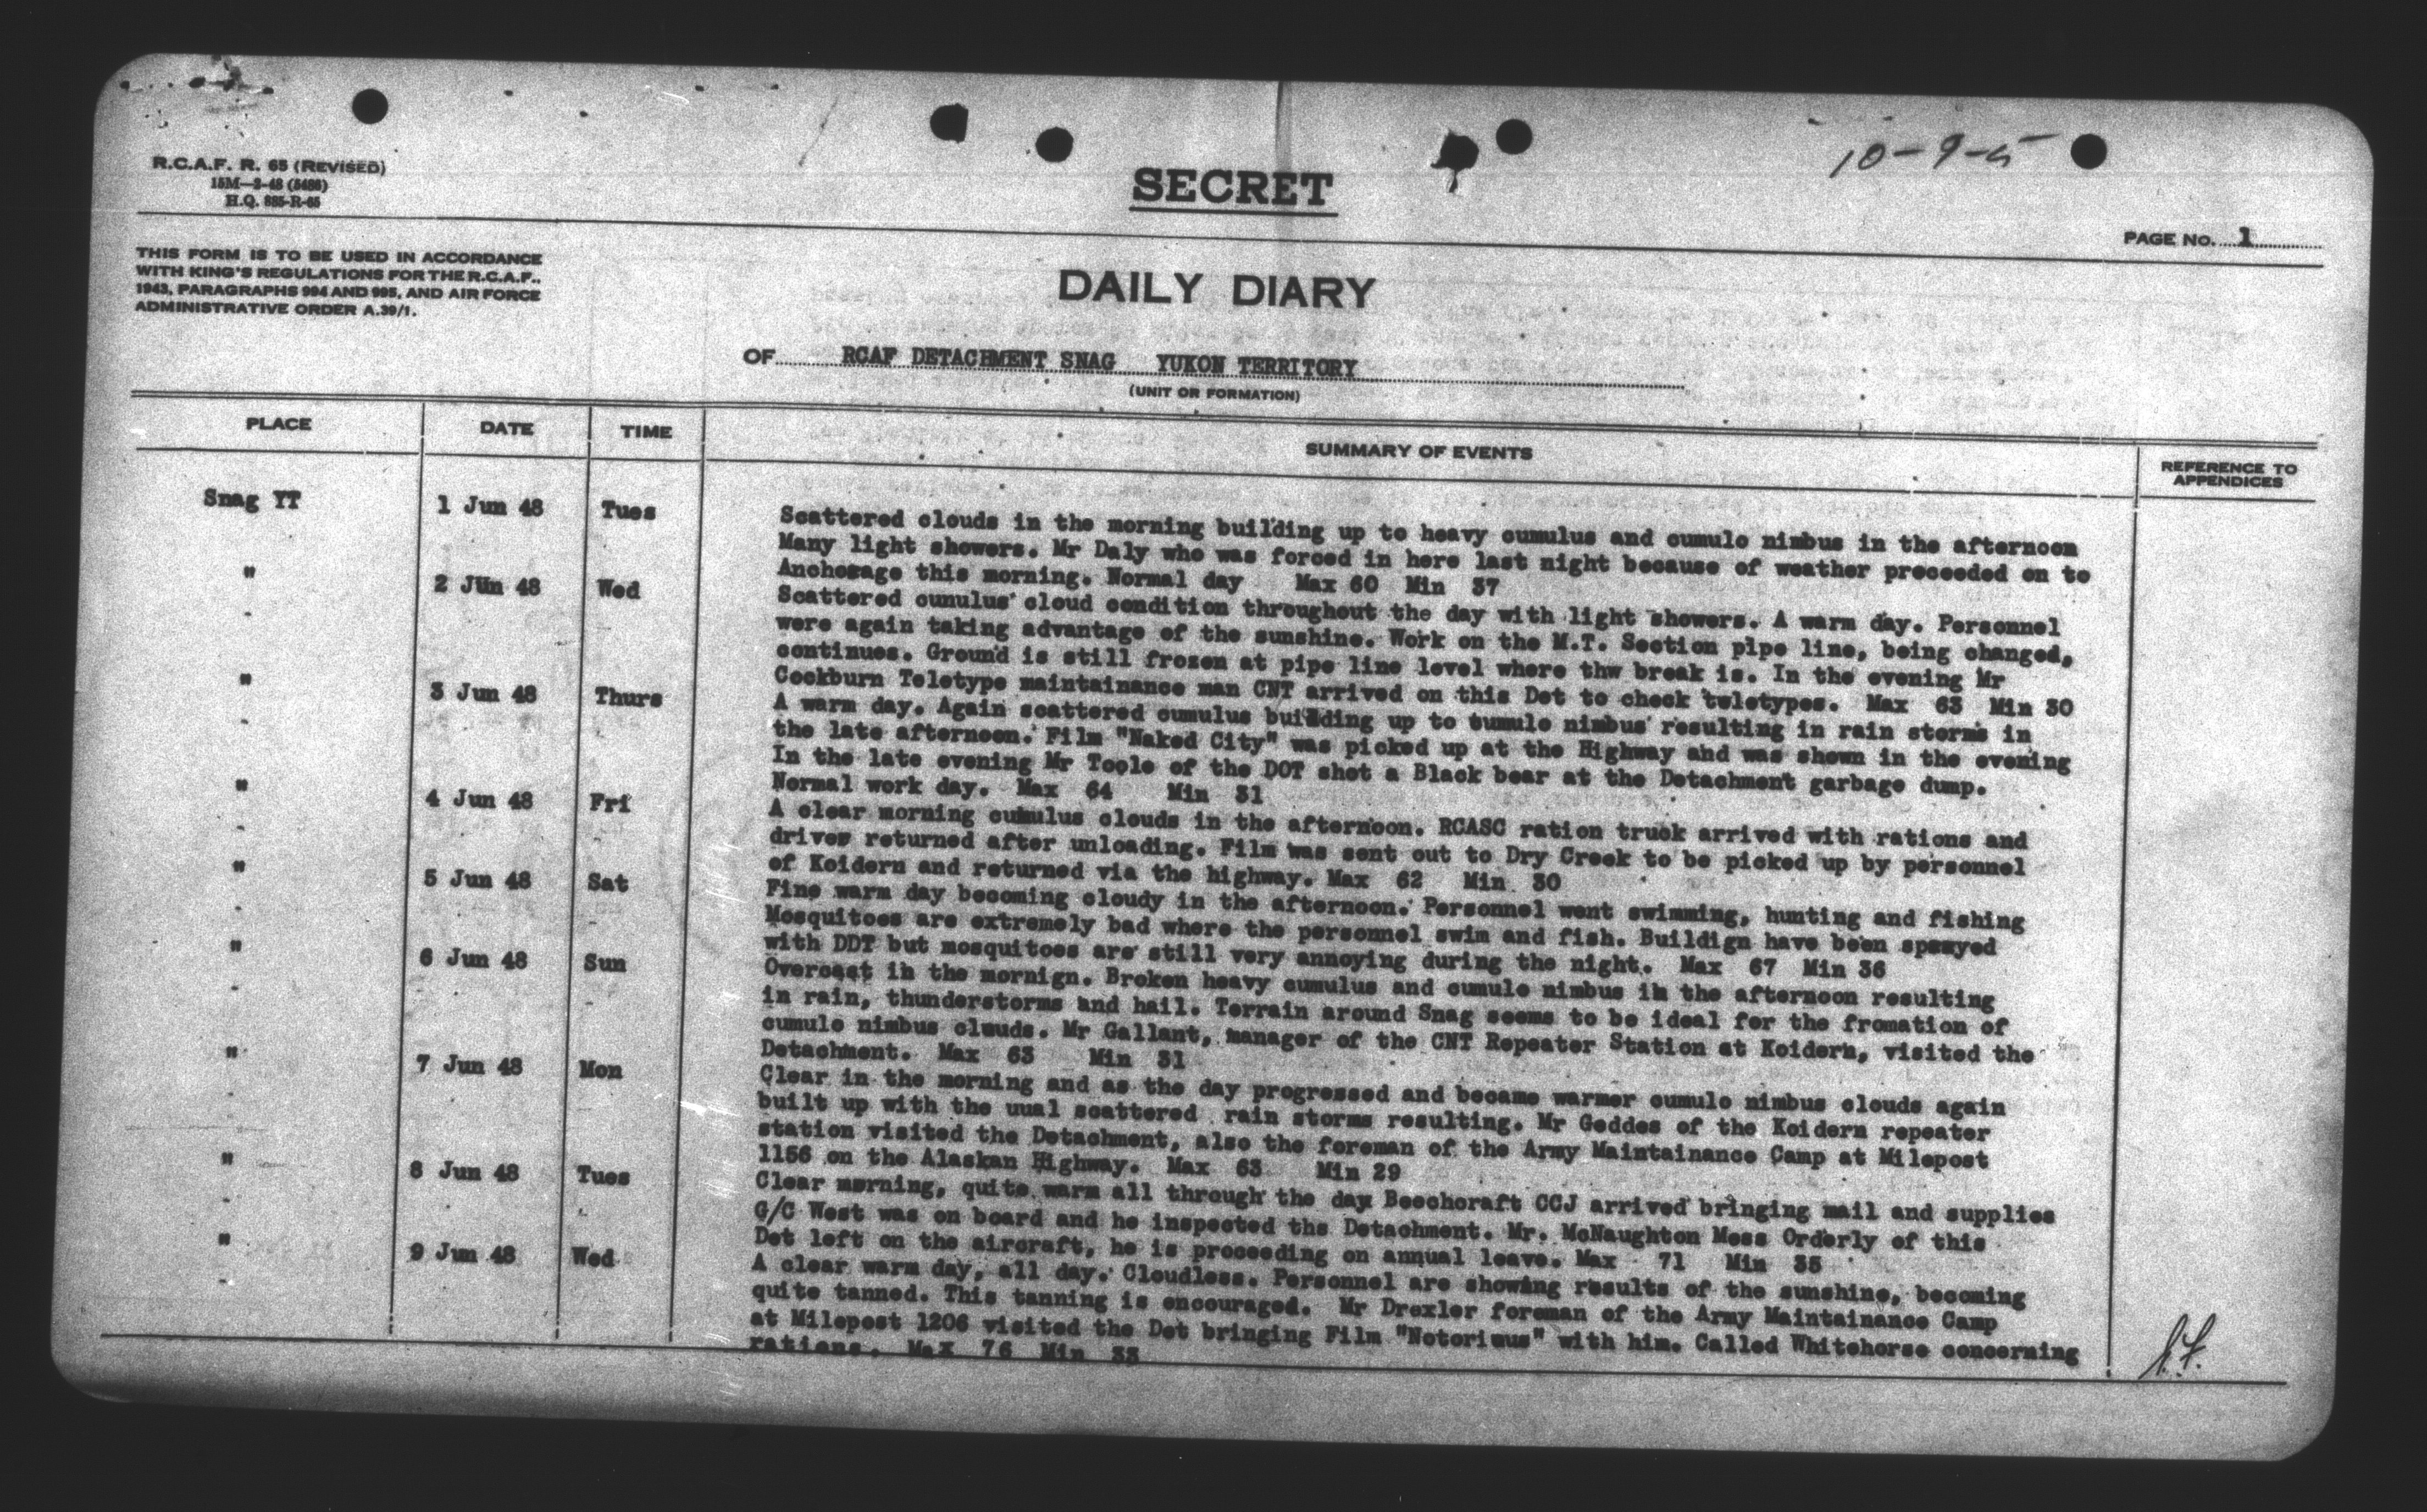 10-9-5
R.C.A.F. R. 65 (REVISED)
15M—2-48 (5486)
H.Q. 885-R-65
SECRET
PAGE No. 1
THIS FORM IS TO BE USED IN ACCORDANCE
WITH KING'S REGULATIONS FOR THE R.C.A.F.,
1943, PARAGRAPHS 994 AND 995, AND AIR FORCE
ADMINISTRATIVE ORDER A.39/1.
DAILY DIARY
OF RCAF DETACHMENT SNAG YUKON TERRITORY
(UNIT OR FORMATION)
PLACE DATE TIME SUMMARY OF EVENTS REFERENCE TO APPENDICES
Snag YT 1 Jun 48 Tues Scattered clouds in the morning building up to heavy cumulus and cumulo nimbus in the afternoon
Many light showers. Mr Daly who was forced in here last night because of weather proceeded on to
Anchorage this morning. Normal day Max 60 Min 37
" 2 Jun 48 Wed Scattered cumulus cloud condition throughout the day with light showers. A warm day. Personnel
were again taking advantage of the sunshine. Work on the M.T. Section pipe line, being changed,
continues. Ground is still frozen at pipe line level where thw break is. In the evening Mr
Cockburn Teletype maintainance man CNT arrived on this Det to check teletypes. Max 63 Min 30
" 3 Jun 48 Thurs A warm day. Again scattered cumulus building up to cumulo nimbus resulting in rain storms in
the late afternoon. Film "Naked City" was picked up at the Highway and was shown in the evening
In the late evening Mr Toole of the DOT shot a Black bear at the Detachment garbage dump.
Normal work day. Max 64 Min 31
" 4 Jun 48 Fri A clear morning cumulus clouds in the afternoon. RCASC ration truck arrived with rations and
driver returned after unloading. Film was sent out to Dry Creek to be picked up by personnel
of Koidern and returned via the highway. Max 62 Min 30
" 5 Jun 48 Sat Fine warm day becoming cloudy in the afternoon. Personnel went swimming, hunting and fishing
Mosquitoes are extremely bad where the personnel swim and fish. Buildign have been sprayed
with DDT but mosquitoes are still very annoying during the night. Max 67 Min 36
" 6 Jun 48 Sun Overcast in the mornign. Broken heavy cumulus and cumulo nimbus in the afternoon resulting
in rain, thunderstorms and hail. Terrain around Snag seems to be ideal for the fromation of
cumulo nimbus clouds. Mr Gallant, manager of the CNT Repeater Station at Koidern, visited the
Detachment. Max 63 Min 31
" 7 Jun 48 Mon Clear in the morning and as the day progressed and became warmer cumulo nimbus clouds again
built up with the uual scattered rain storms resulting. Mr Geddes of the Koidern repeater
station visited the Detachment, also the foreman of the Army Maintainance Camp at Milepost
1156 on the Alaskan Highway. Max 63 Min 29
" 8 Jun 48 Tues Clear morning, quite warm all through the day Beechcraft CCJ arrived bringing mail and supplies
G/C West was on board and he inspected the Detachment. Mr. McNaughton Mess Orderly of this
Det left on the aircraft, he is proceeding on annual leave. Max 71 Min 35
" 9 Jun 48 Wed A clear warm day, all day. Cloudless. Personnel are showing results of the sunshine, becoming
quite tanned. This tanning is encouraged. Mr Drexler foreman of the Army Maintainance Camp
at Milepost 1206 visited the Det bringing Film "Notorious" with him. Called Whitehorse concerning
rations. Max 76 Min 33